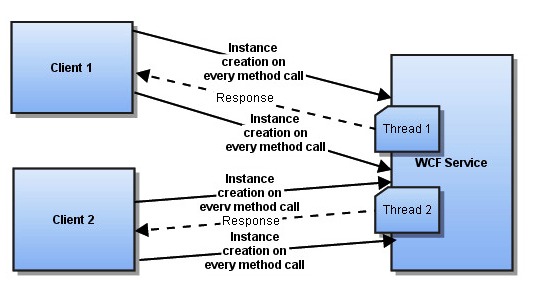 Client 1
Instance
creation on
every method call
Response
Thread 1
Instance
creation on
every method call
WCF Service
Client 2
Instance
creation on
every method call
Thread 2
Response
Instance
creation on
every method call